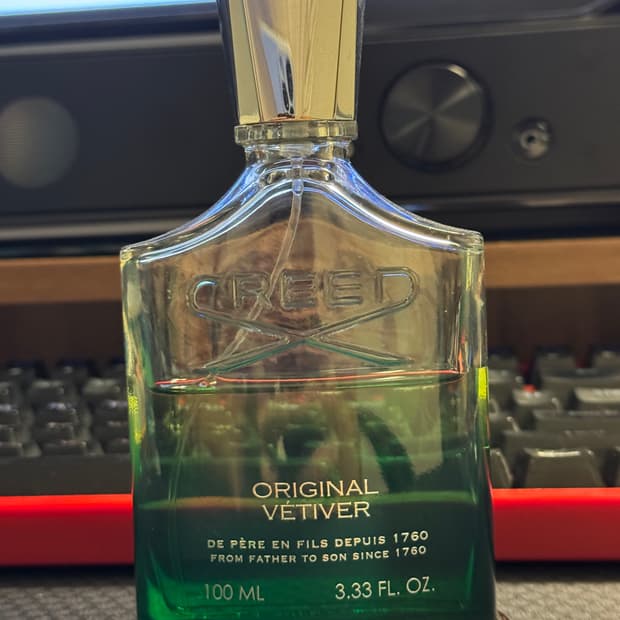 CREED
ORIGINAL
VÉTIVER
DE PÈRE EN FILS DEPUIS 1760
FROM FATHER TO SON SINCE 1760
100 ML 3.33 FL. OZ.